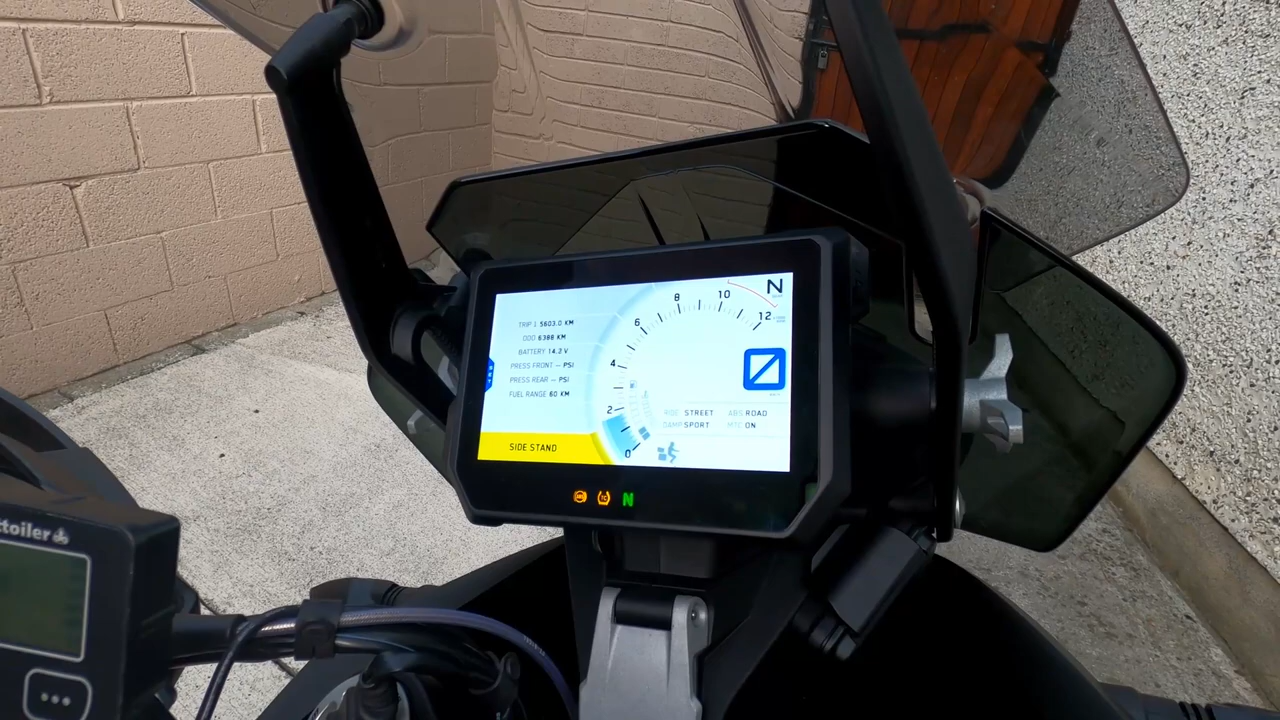 N
8
10
12
6
4
2
0
TRIP 1 5603.0 KM
ODO 6388 KM
BATTERY 14.2 V
PRESS FRONT — PSI
PRESS REAR — PSI
FUEL RANGE 60 KM
RIDE STREET
ABS ROAD
DAMP SPORT
MTC ON
SIDE STAND
TC
N
ttoiler